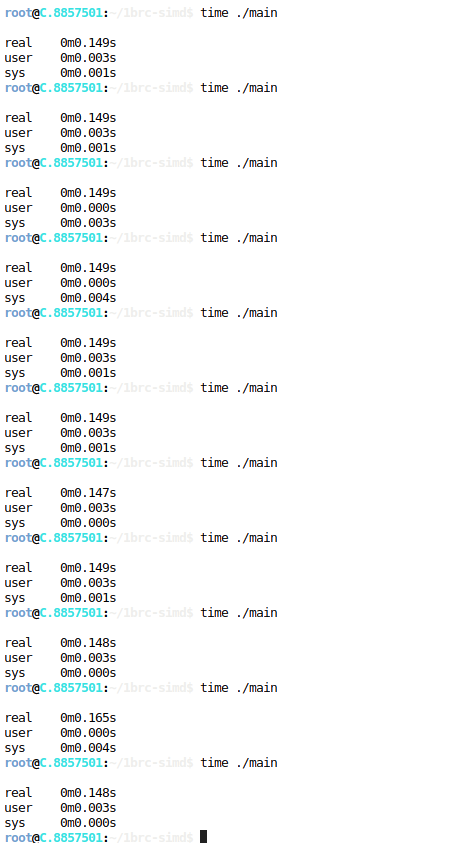 root@C.8857501:~/1brc-simd$ time ./main

real    0m0.149s
user    0m0.003s
sys     0m0.001s
root@C.8857501:~/1brc-simd$ time ./main

real    0m0.149s
user    0m0.003s
sys     0m0.001s
root@C.8857501:~/1brc-simd$ time ./main

real    0m0.149s
user    0m0.000s
sys     0m0.003s
root@C.8857501:~/1brc-simd$ time ./main

real    0m0.149s
user    0m0.000s
sys     0m0.004s
root@C.8857501:~/1brc-simd$ time ./main

real    0m0.149s
user    0m0.003s
sys     0m0.001s
root@C.8857501:~/1brc-simd$ time ./main

real    0m0.149s
user    0m0.003s
sys     0m0.001s
root@C.8857501:~/1brc-simd$ time ./main

real    0m0.147s
user    0m0.003s
sys     0m0.000s
root@C.8857501:~/1brc-simd$ time ./main

real    0m0.149s
user    0m0.003s
sys     0m0.001s
root@C.8857501:~/1brc-simd$ time ./main

real    0m0.148s
user    0m0.003s
sys     0m0.000s
root@C.8857501:~/1brc-simd$ time ./main

real    0m0.165s
user    0m0.000s
sys     0m0.004s
root@C.8857501:~/1brc-simd$ time ./main

real    0m0.148s
user    0m0.003s
sys     0m0.000s
root@C.8857501:~/1brc-simd$